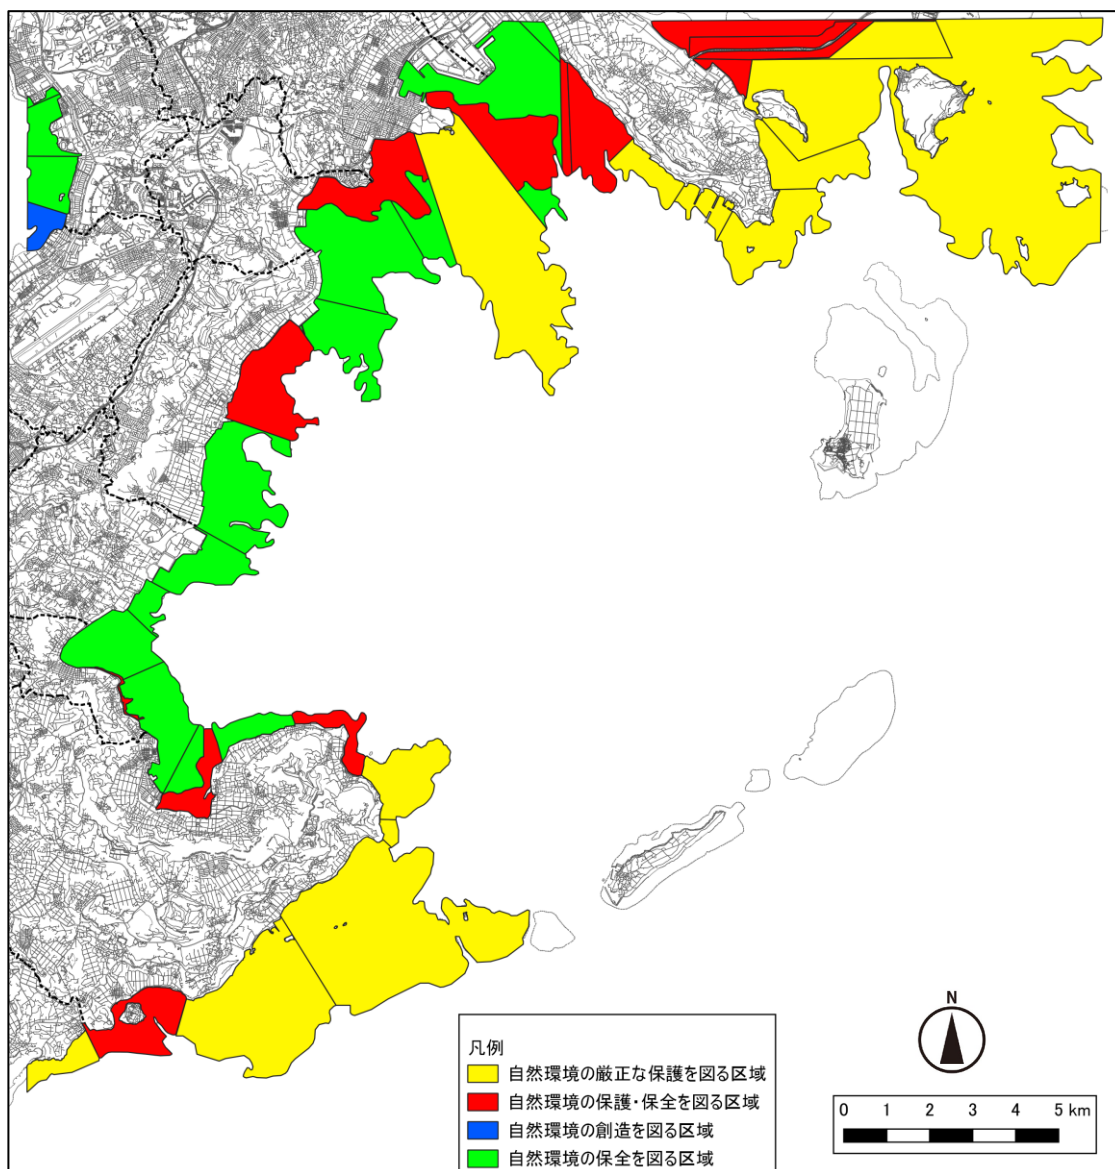 N
凡例
自然環境の厳正な保護を図る区域
自然環境の保護・保全を図る区域
自然環境の創造を図る区域
自然環境の保全を図る区域
0 1 2 3 4 5 km